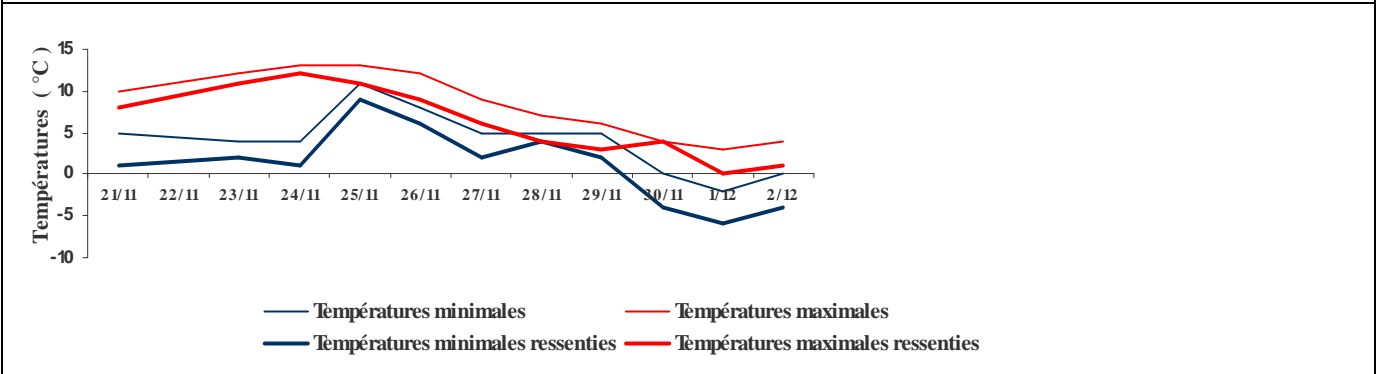 Températures ( °C )
15
10
5
0
-5
-10
21/11 22/11 23/11 24/11 25/11 26/11 27/11 28/11 29/11 30/11 1/12 2/12
Températures minimales Températures maximales
Températures minimales ressenties Températures maximales ressenties